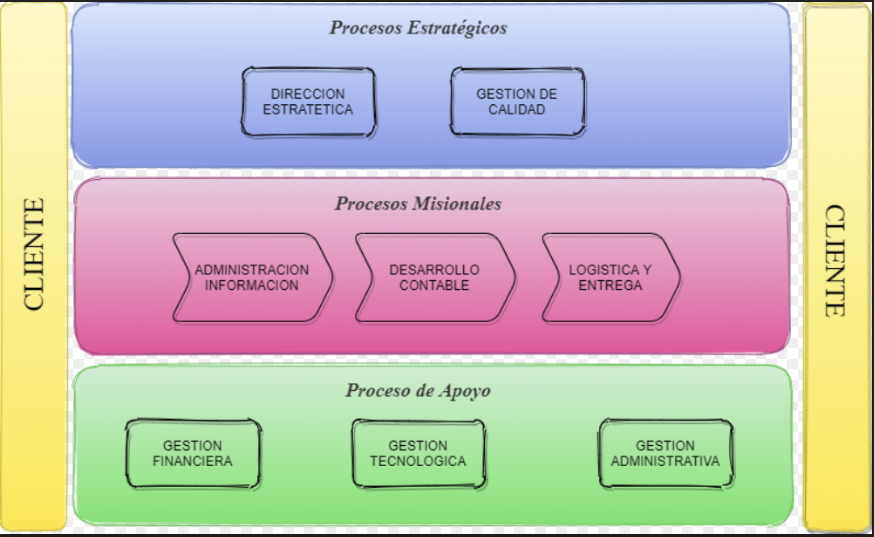 Procesos Estratégicos
DIRECCION
ESTRATETICA
GESTION DE
CALIDAD
CLIENTE
Procesos Misionales
ADMINISTRACION
INFORMACION
DESARROLLO
CONTABLE
LOGISTICA Y
ENTREGA
CLIENTE
Proceso de Apoyo
GESTION
FINANCIERA
GESTION
TECNOLOGICA
GESTION
ADMINISTRATIVA